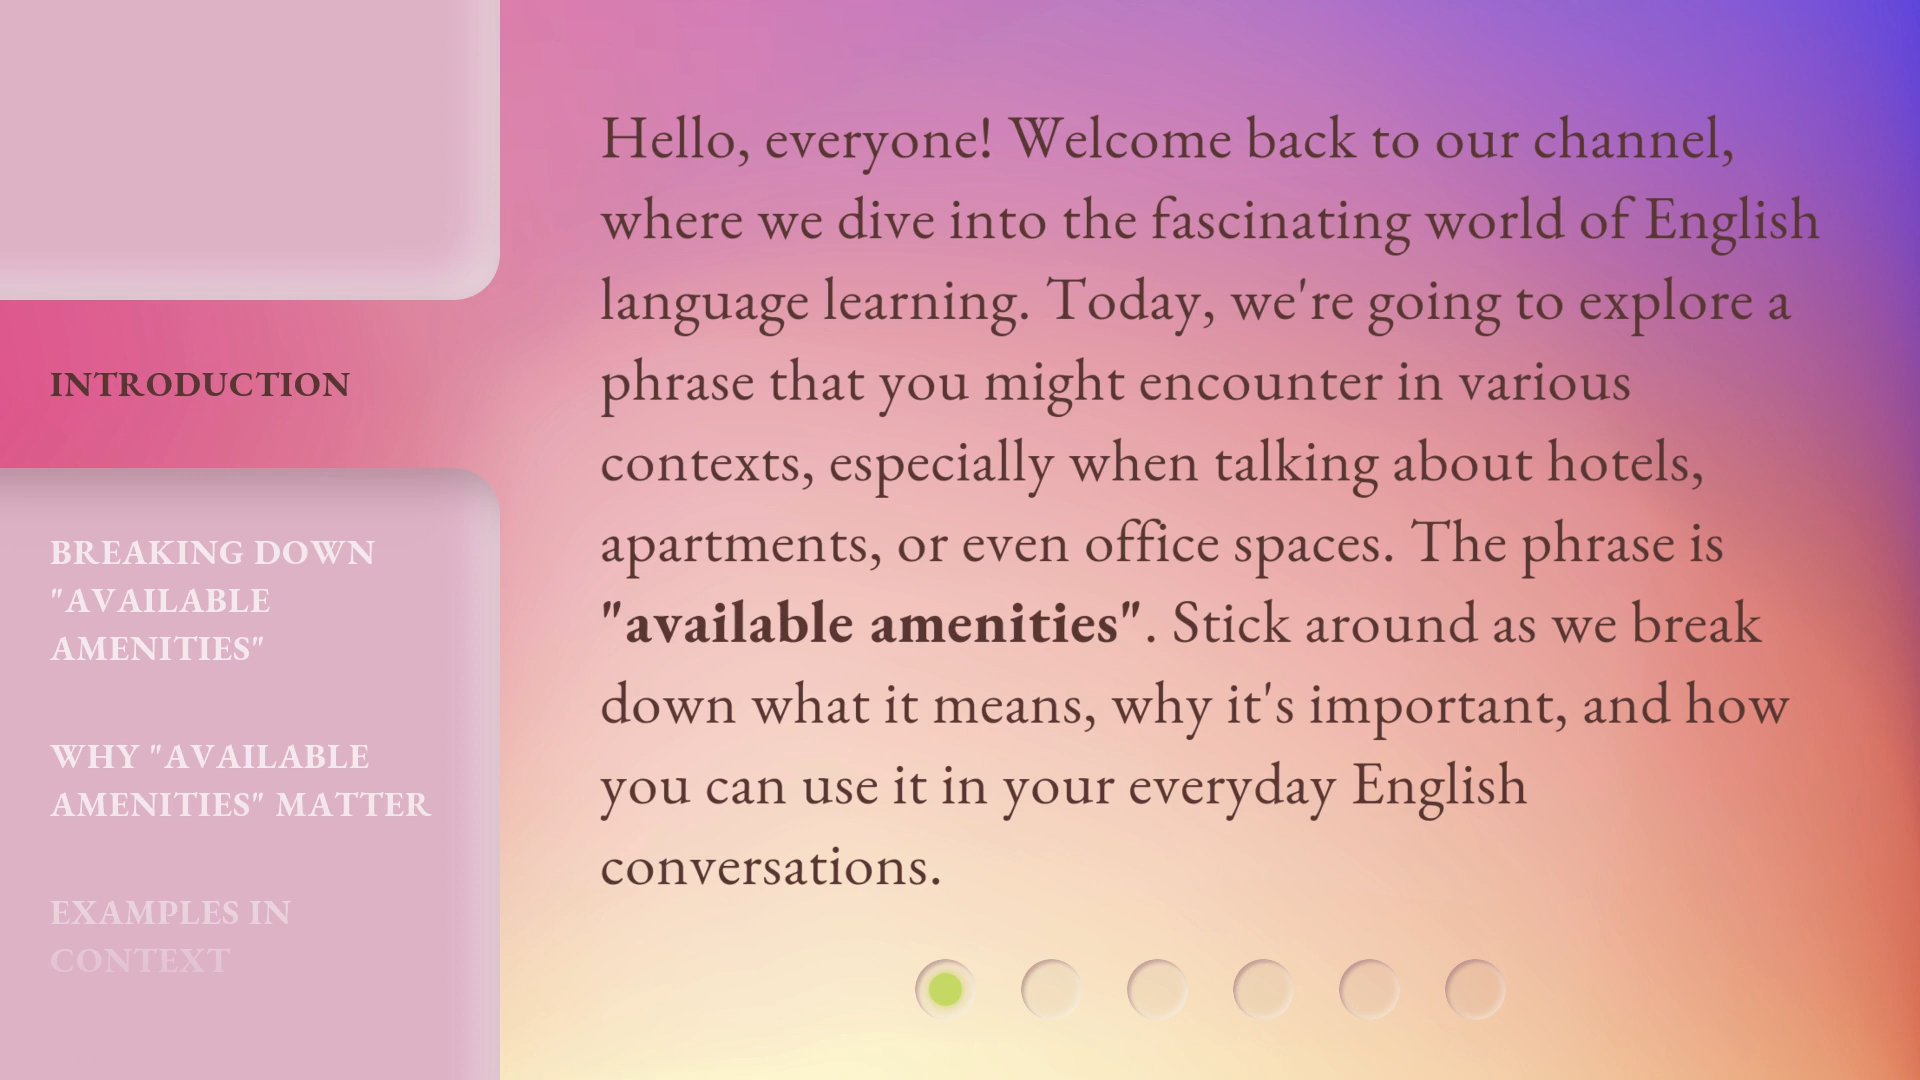 INTRODUCTION
BREAKING DOWN
"AVAILABLE
AMENITIES"
WHY "AVAILABLE
AMENITIES" MATTER
EXAMPLES IN
CONTEXT
Hello, everyone! Welcome back to our channel,
where we dive into the fascinating world of English
language learning. Today, we're going to explore a
phrase that you might encounter in various
contexts, especially when talking about hotels,
apartments, or even office spaces. The phrase is
"available amenities". Stick around as we break
down what it means, why it's important, and how
you can use it in your everyday English
conversations.